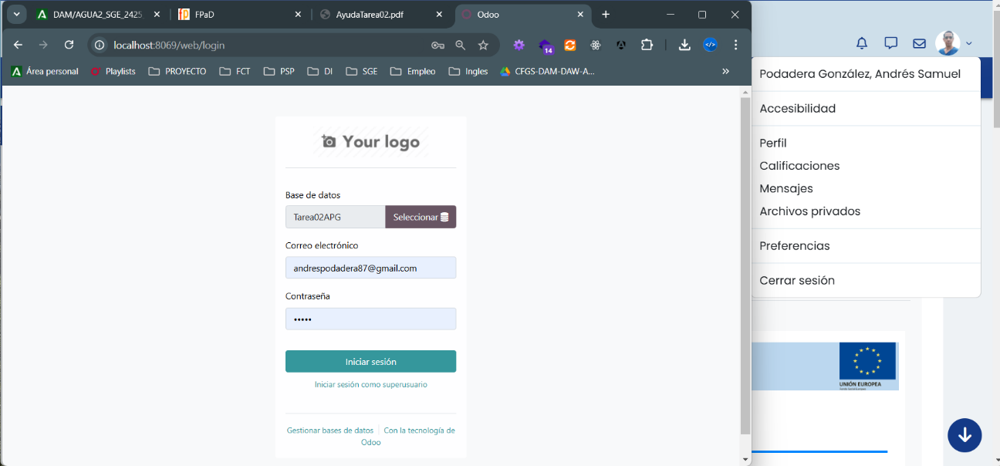 DAM/AGUA2_SGE_2425
FPaD
AyudaTarea02.pdf
Odoo
localhost:8069/web/login
14
Área personal
Playlists
PROYECTO
FCT
PSP
DI
SGE
Empleo
Ingles
CFGS-DAM-DAW-A...
Your logo
Base de datos
Tarea02APG
Seleccionar
Correo electrónico
andrespodadera87@gmail.com
Contraseña
•••••
Iniciar sesión
Iniciar sesión como superusuario
Gestionar bases de datos
Con la tecnología de
Odoo
Podadera González, Andrés Samuel
Accesibilidad
Perfil
Calificaciones
Mensajes
Archivos privados
Preferencias
Cerrar sesión
UNIÓN EUROPEA